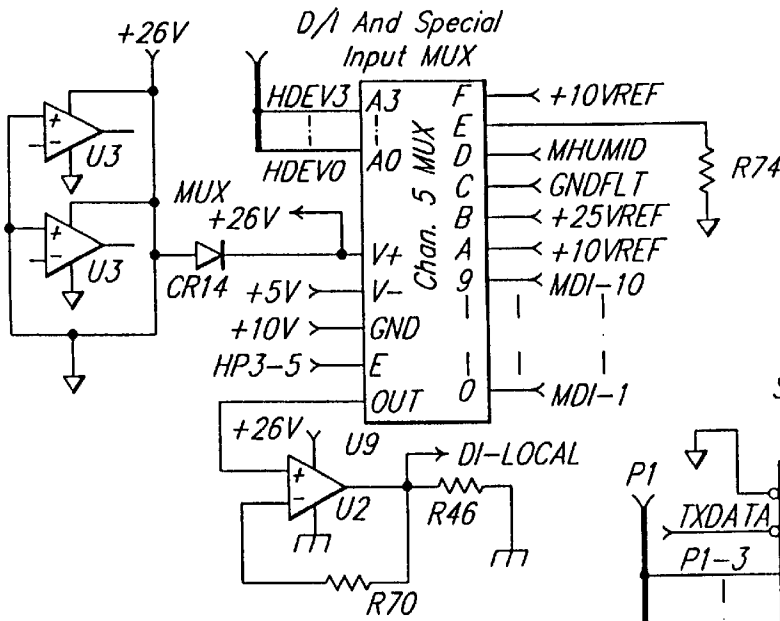 D/I And Special
Input MUX
+26V
HDEV3
A3
F
+10VREF
E
+
-
U3
HDEV0
A0
D
MHUMID
R74
Chan. 5 MUX
C
GNDFLT
MUX
+26V
B
+25VREF
+
-
U3
V+
A
+10VREF
CR14
+5V
V-
9
MDI-10
+10V
GND
HP3-5
E
OUT
0
MDI-1
+26V
U9
DI-LOCAL
+
-
U2
R46
P1
TXDATA
P1-3
R70